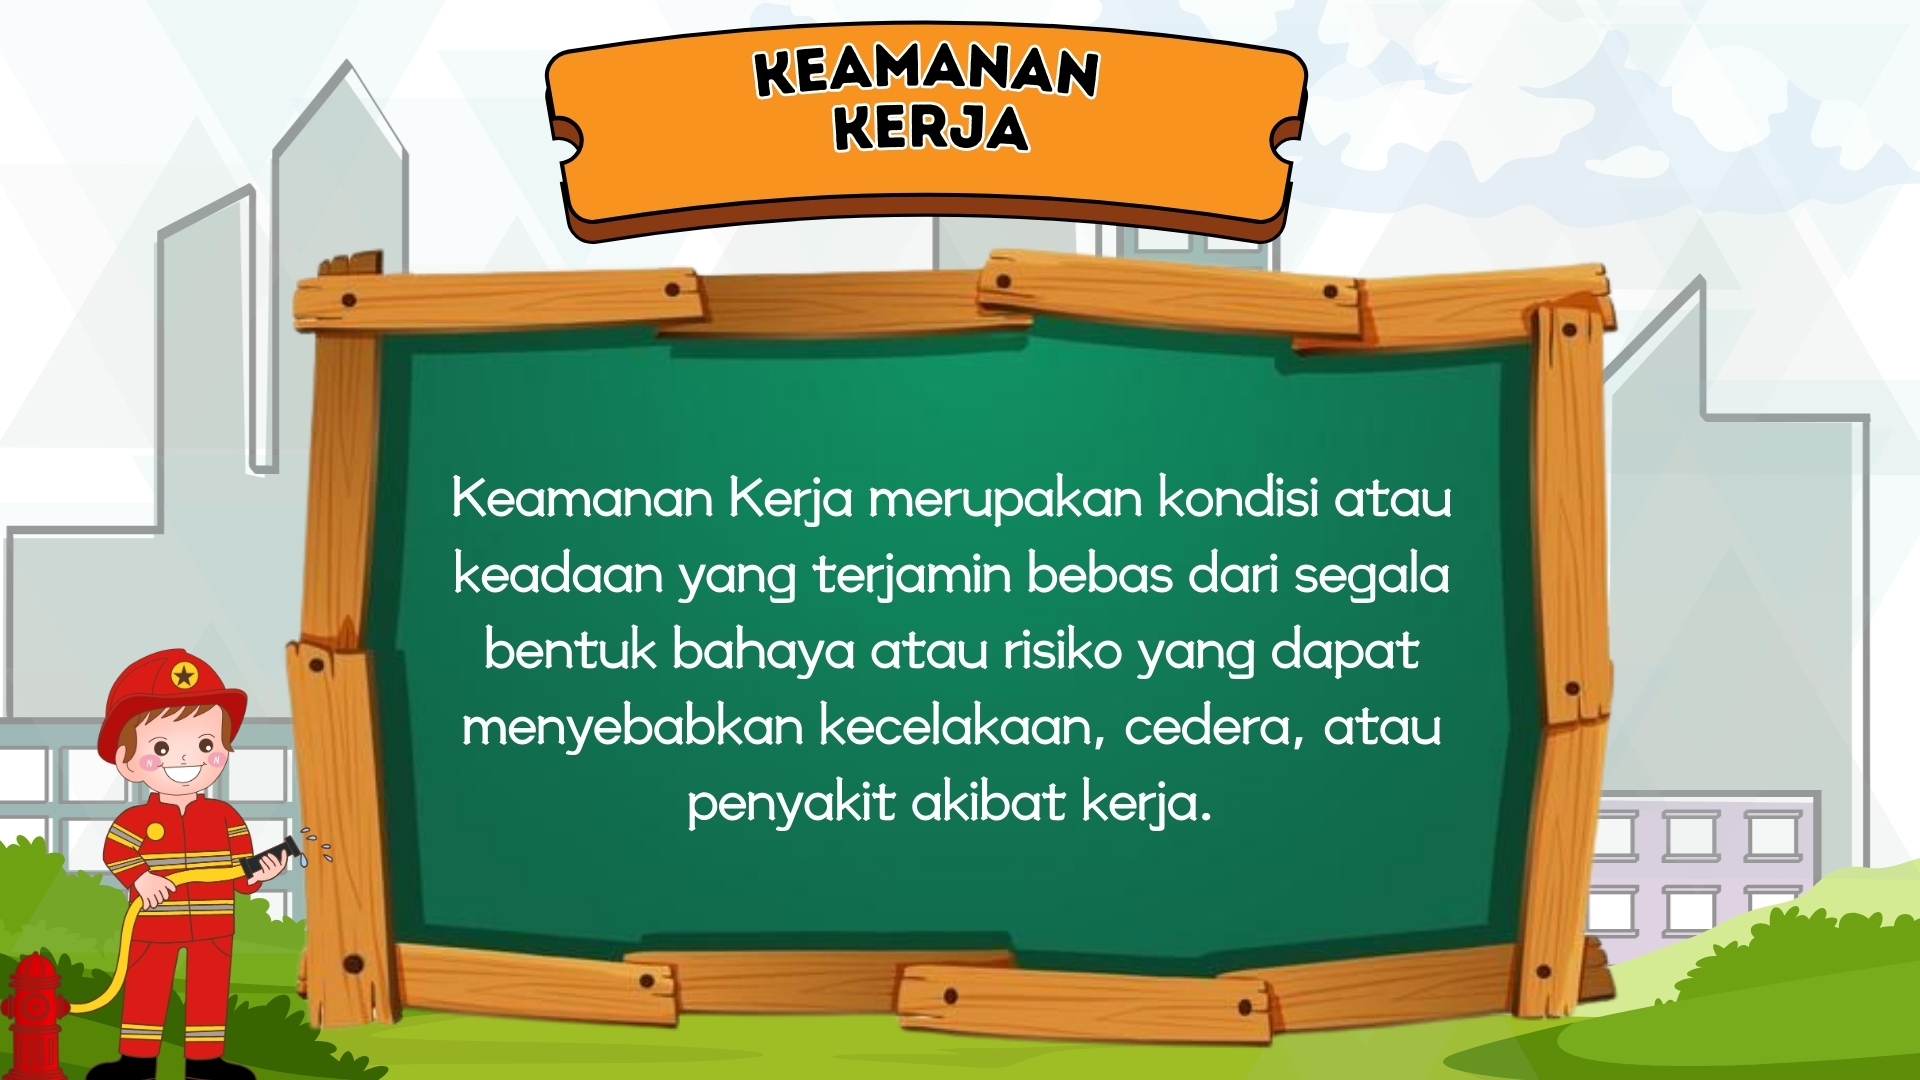 KEAMANAN
KERJA
Keamanan Kerja merupakan kondisi atau
keadaan yang terjamin bebas dari segala
bentuk bahaya atau risiko yang dapat
menyebabkan kecelakaan, cedera, atau
penyakit akibat kerja.